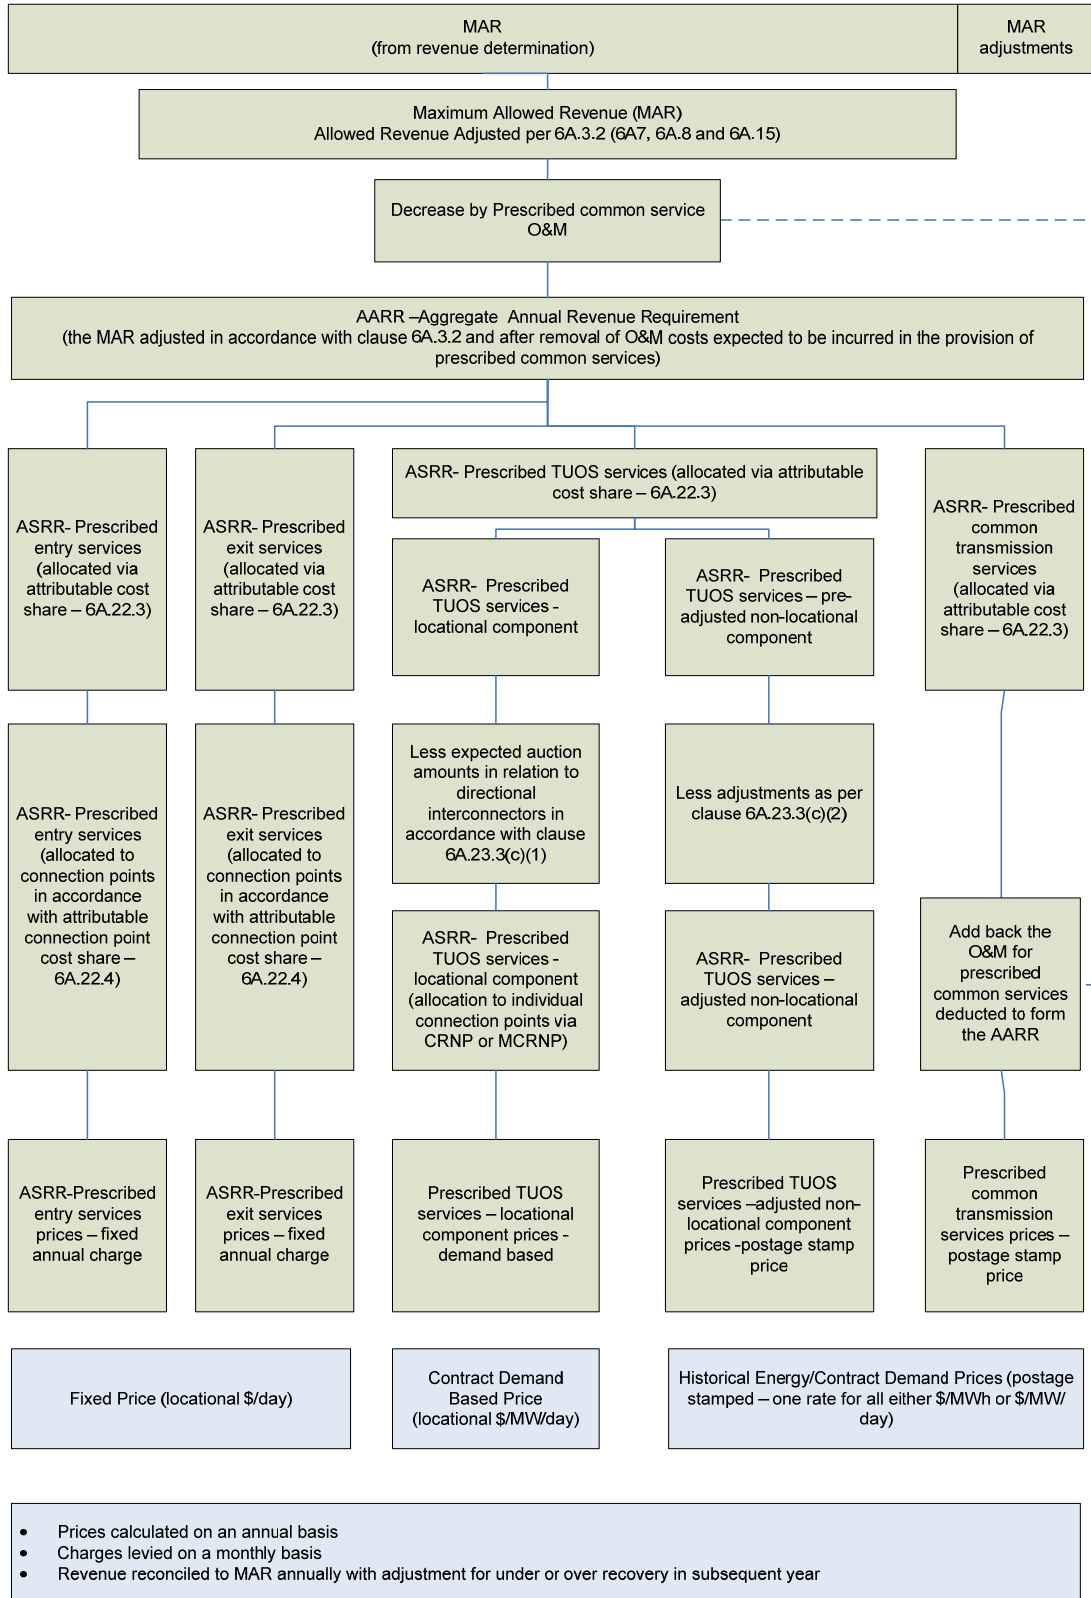 MAR
(from revenue determination)
MAR
adjustments
Maximum Allowed Revenue (MAR)
Allowed Revenue Adjusted per 6A.3.2 (6A7, 6A.8 and 6A.15)
Decrease by Prescribed common service
O&M
AARR –Aggregate Annual Revenue Requirement
(the MAR adjusted in accordance with clause 6A.3.2 and after removal of O&M costs expected to be incurred in the provision of
prescribed common services)
ASRR- Prescribed
entry services
(allocated via
attributable cost
share – 6A.22.3)
ASRR- Prescribed
exit services
(allocated via
attributable cost
share – 6A.22.3)
ASRR- Prescribed TUOS services (allocated via attributable
cost share – 6A.22.3)
ASRR- Prescribed
TUOS services -
locational
component
ASRR- Prescribed
TUOS services – pre-
adjusted non-locational
component
ASRR- Prescribed
common
transmission
services
(allocated via
attributable cost
share – 6A.22.3)
ASRR- Prescribed
entry services
(allocated to
connection points
in accordance
with attributable
connection point
cost share –
6A.22.4)
ASRR- Prescribed
exit services
(allocated to
connection points
in accordance
with attributable
connection point
cost share –
6A.22.4)
Less expected auction
amounts in relation to
directional
interconnectors in
accordance with clause
6A.23.3(c)(1)
Less adjustments as per
clause 6A.23.3(c)(2)
ASRR- Prescribed
TUOS services -
locational component
(allocation to individual
connection points via
CRNP or MCRNP)
ASRR- Prescribed
TUOS services –
adjusted non-locational
component
Add back the
O&M for
prescribed
common services
deducted to form
the AARR
ASRR-Prescribed
entry services
prices – fixed
annual charge
ASRR-Prescribed
exit services
prices – fixed
annual charge
Prescribed TUOS
services – locational
component prices -
demand based
Prescribed TUOS
services –adjusted non-
locational component
prices -postage stamp
price
Prescribed
common
transmission
services prices –
postage stamp
price
Fixed Price (locational $/day)
Contract Demand
Based Price
(locational $/MW/day)
Historical Energy/Contract Demand Prices (postage
stamped – one rate for all either $/MWh or $/MW/
day)
• Prices calculated on an annual basis
• Charges levied on a monthly basis
• Revenue reconciled to MAR annually with adjustment for under or over recovery in subsequent year